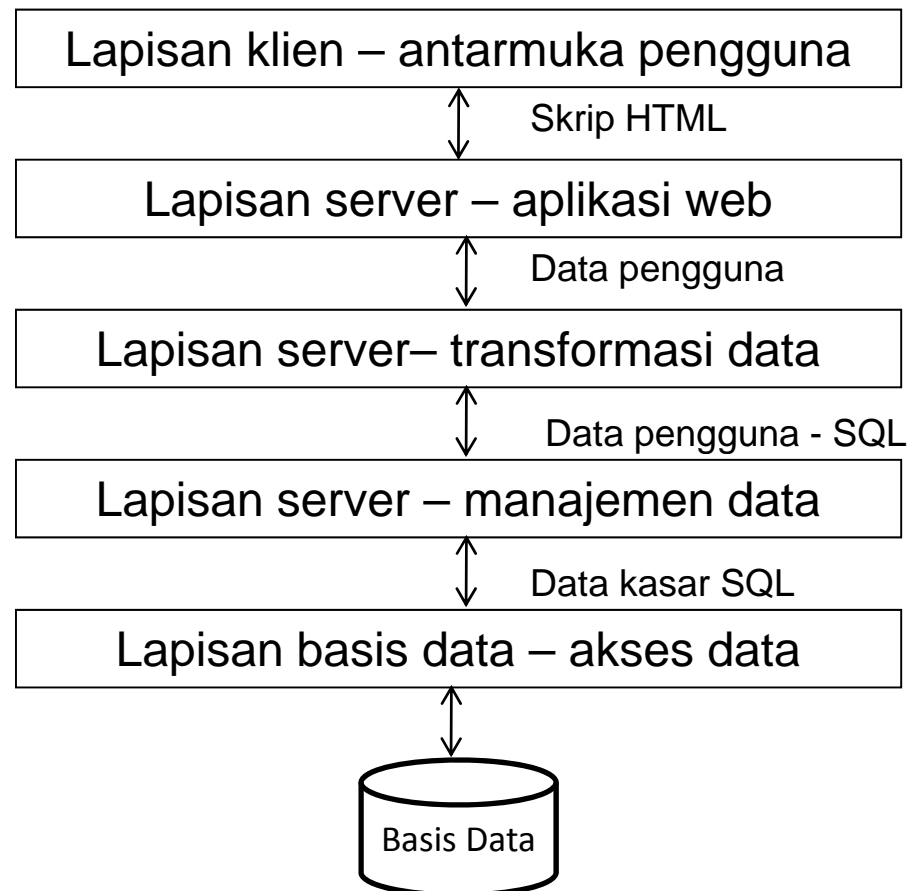 Lapisan klien – antarmuka pengguna
Skrip HTML
Lapisan server – aplikasi web
Data pengguna
Lapisan server– transformasi data
Data pengguna - SQL
Lapisan server – manajemen data
Data kasar SQL
Lapisan basis data – akses data
Basis Data